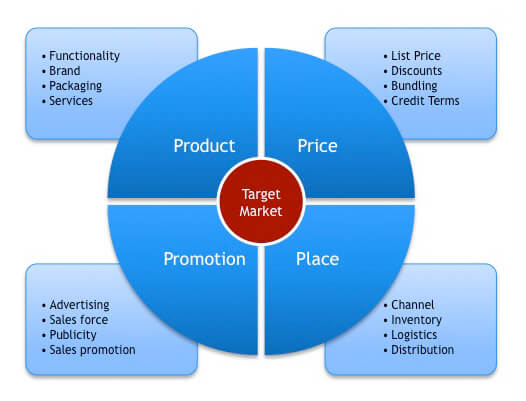 • Functionality
• Brand
• Packaging
• Services
• List Price
• Discounts
• Bundling
• Credit Terms
Product
Price
Target
Market
Promotion
Place
• Advertising
• Sales force
• Publicity
• Sales promotion
• Channel
• Inventory
• Logistics
• Distribution